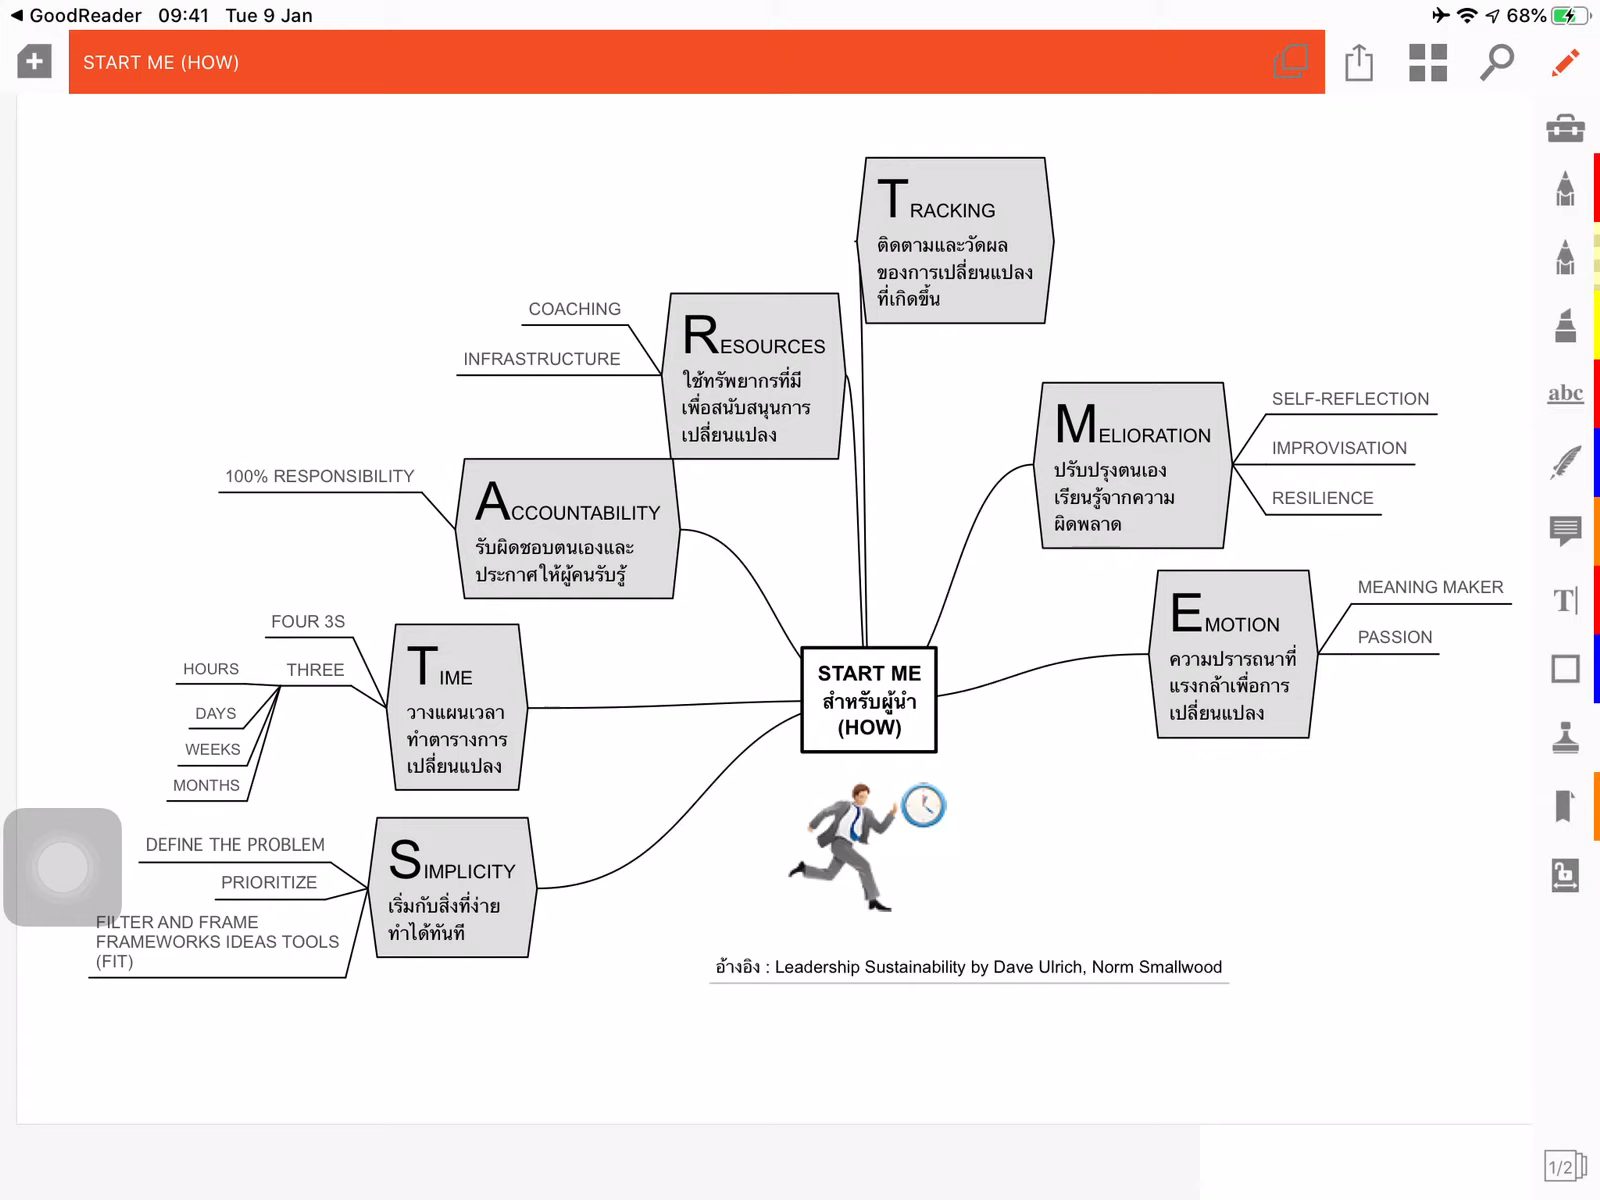 GoodReader 09:41 Tue 9 Jan
68%
START ME (HOW)
TRACKING
ติดตามและวัดผล
ของการเปลี่ยนแปลง
ที่เกิดขึ้น
COACHING
INFRASTRUCTURE
RESOURCES
ใช้ทรัพยากรที่มี
เพื่อสนับสนุนการ
เปลี่ยนแปลง
MELIORATION
ปรับปรุงตนเอง
เรียนรู้จากความ
ผิดพลาด
SELF-REFLECTION
IMPROVISATION
RESILIENCE
100% RESPONSIBILITY
ACCOUNTABILITY
รับผิดชอบตนเองและ
ประกาศให้ผู้คนรับรู้
EMOTION
ความปรารถนาที่
แรงกล้าเพื่อการ
เปลี่ยนแปลง
MEANING MAKER
PASSION
FOUR 3S
THREE
HOURS
DAYS
WEEKS
MONTHS
TIME
วางแผนเวลา
ทำตารางการ
เปลี่ยนแปลง
START ME
สำหรับผู้นำ
(HOW)
DEFINE THE PROBLEM
PRIORITIZE
FILTER AND FRAME
FRAMEWORKS IDEAS TOOLS
(FIT)
SIMPLICITY
เริ่มกับสิ่งที่ง่าย
ทำได้ทันที
อ้างอิง : Leadership Sustainability by Dave Ulrich, Norm Smallwood
abc
T
1/2